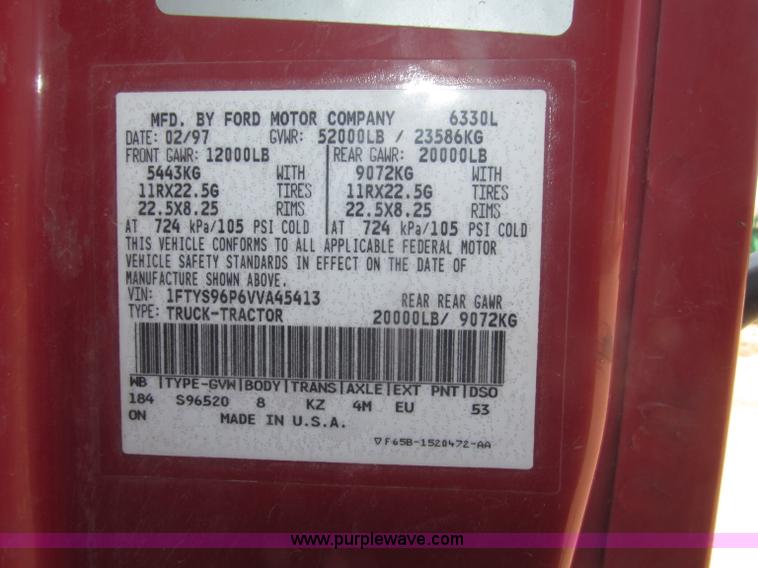 MFD. BY FORD MOTOR COMPANY 6330L
DATE: 02/97 GVWR: 52000LB / 23586KG
FRONT GAWR: 12000LB REAR GAWR: 20000LB
5443KG WITH 9072KG WITH
11RX22.5G TIRES 11RX22.5G TIRES
22.5X8.25 RIMS 22.5X8.25 RIMS
AT 724 kPa/105 PSI COLD AT 724 kPa/105 PSI COLD
THIS VEHICLE CONFORMS TO ALL APPLICABLE FEDERAL MOTOR
VEHICLE SAFETY STANDARDS IN EFFECT ON THE DATE OF
MANUFACTURE SHOWN ABOVE.
VIN: 1FTYS96P6VVA45413 REAR REAR GAWR
TYPE: TRUCK-TRACTOR 20000LB/ 9072KG
WB |TYPE-GVW|BODY|TRANS|AXLE|EXT PNT|DSO
184 S96520 8 KZ 4M EU 53
ON MADE IN U.S.A.
▽F65B-1520472-AA
www.purplewave.com